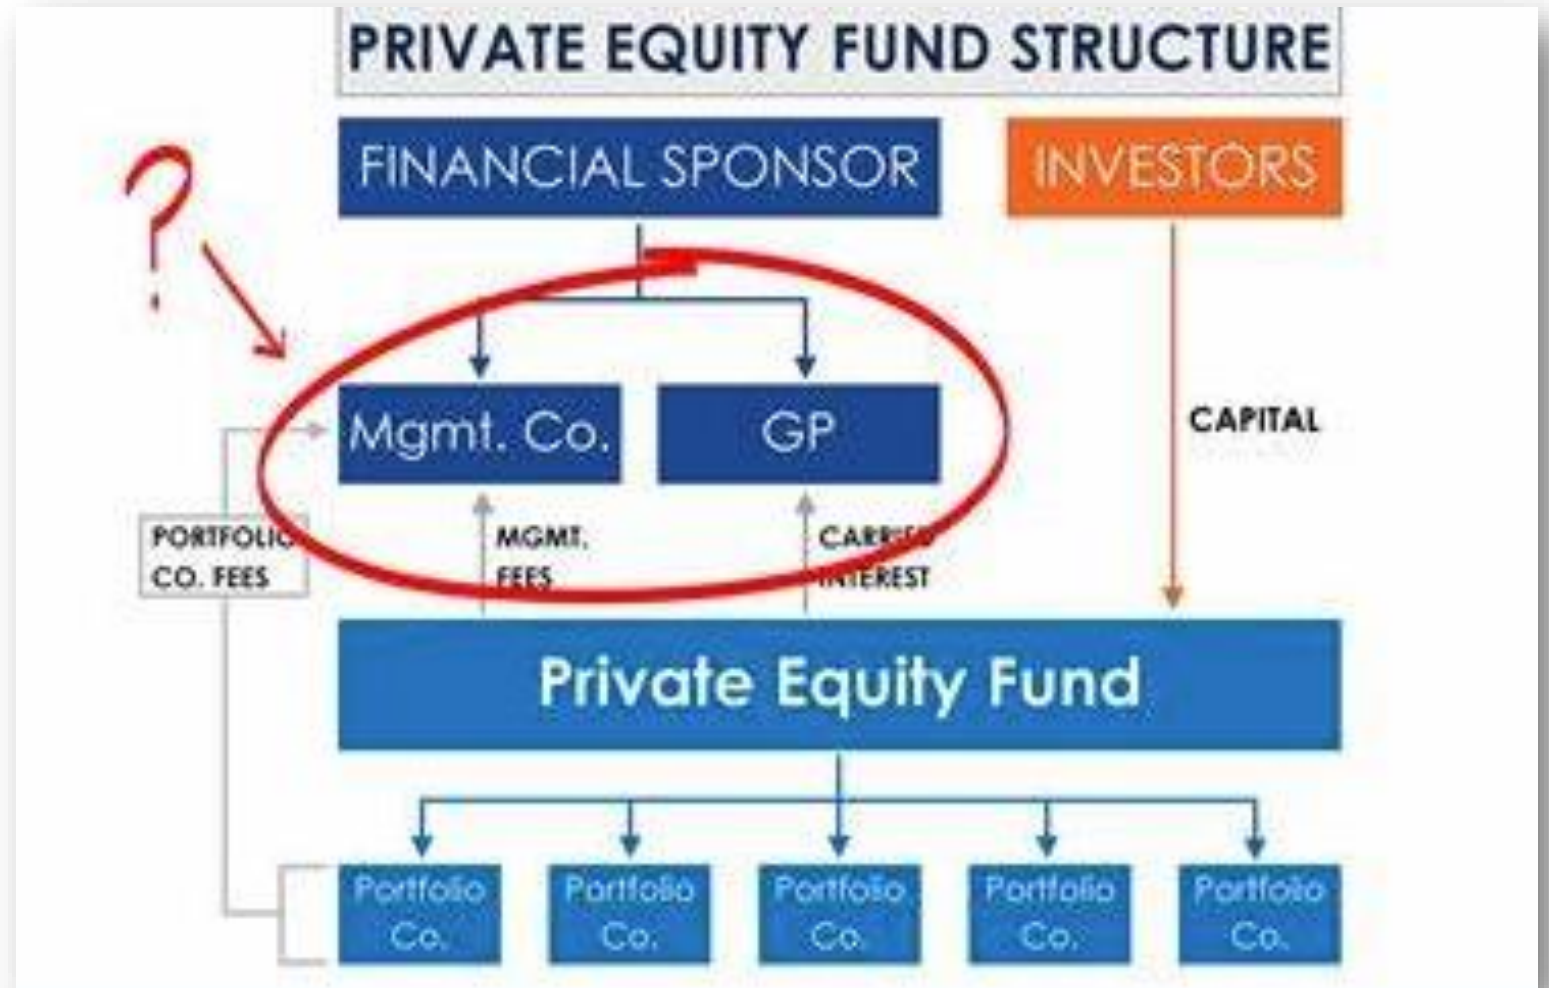 PRIVATE EQUITY FUND STRUCTURE
FINANCIAL SPONSOR
INVESTORS
?
Mgmt. Co.
GP
CAPITAL
PORTFOLIO
CO. FEES
MGMT.
FEES
CARRIED
INTEREST
Private Equity Fund
Portfolio
Co.
Portfolio
Co.
Portfolio
Co.
Portfolio
Co.
Portfolio
Co.